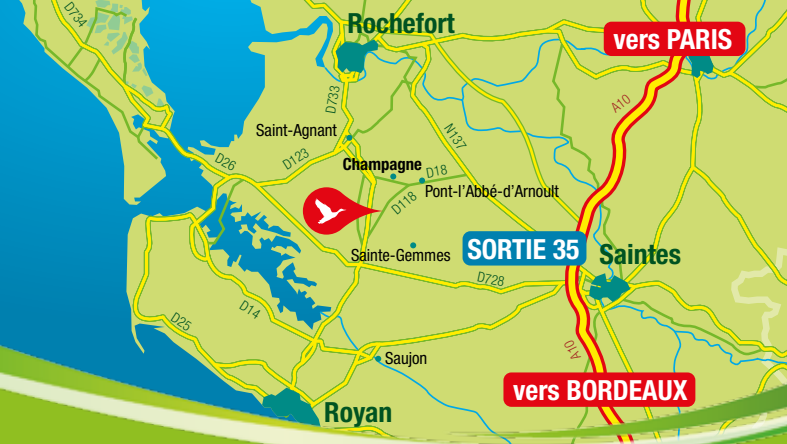 D734
Rochefort
vers PARIS
D733
A10
Saint-Agnant
N137
D26
D123
Champagne
D18
Pont-l'Abbé-d'Arnoult
D118
Sainte-Gemmes
SORTIE 35
Saintes
D728
D14
D25
A10
Saujon
vers BORDEAUX
Royan